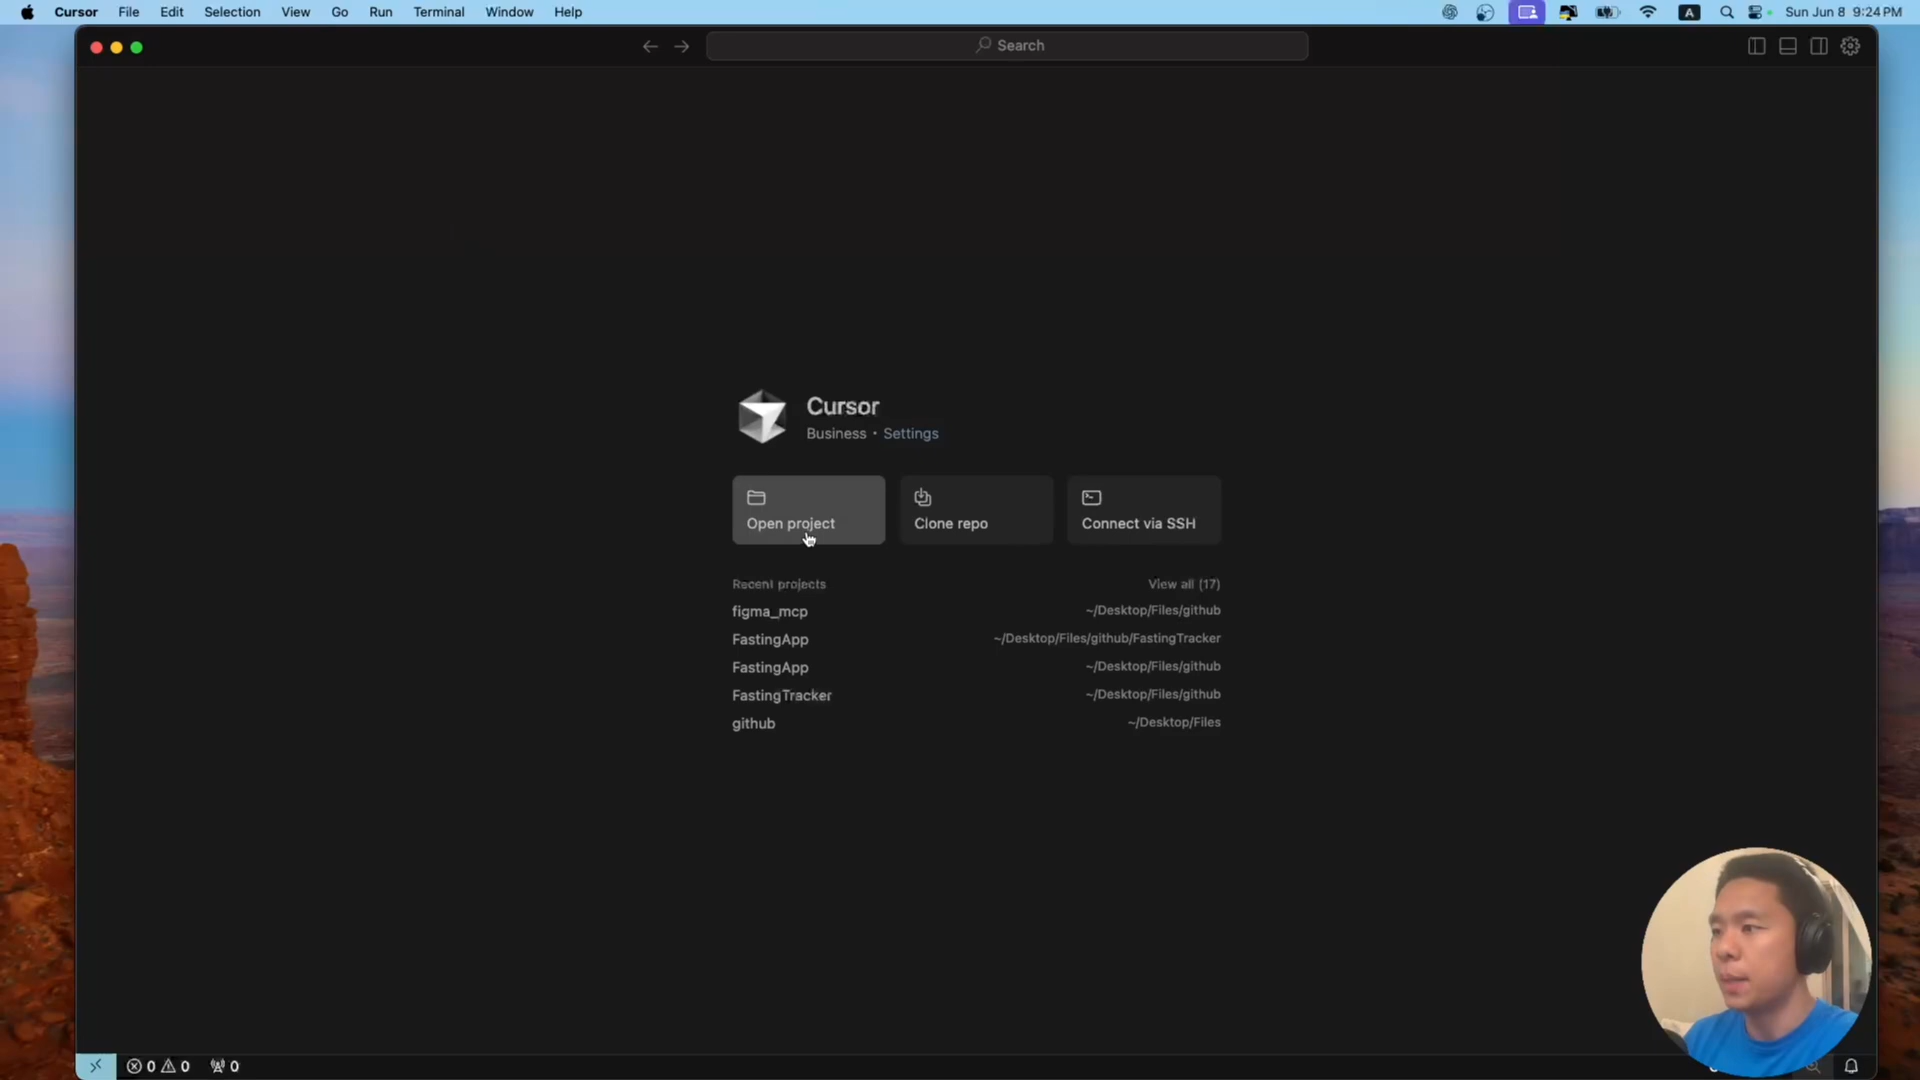 Cursor File Edit Selection View Go Run Terminal Window Help A Sun Jun 8 9:24 PM
Search
Cursor
Business • Settings
Open project Clone repo Connect via SSH
Recent projects View all (17)
figma_mcp ~/Desktop/Files/github
FastingApp ~/Desktop/Files/github/FastingTracker
FastingApp ~/Desktop/Files/github
FastingTracker ~/Desktop/Files/github
github ~/Desktop/Files
0 0 0